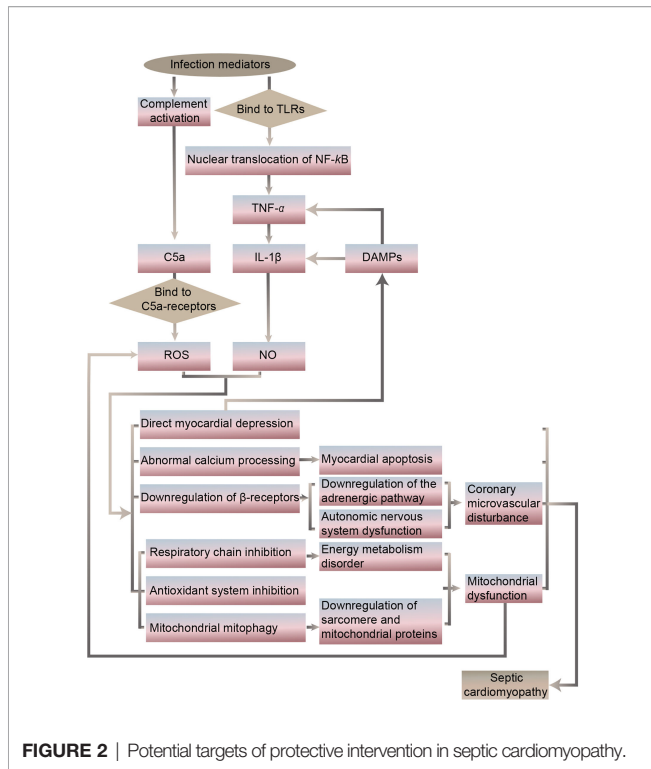 Infection mediators
Complement
activation
Bind to TLRs
Nuclear translocation of NF-kB
TNF-α
C5a
IL-1β
DAMPs
Bind to
C5a-receptors
ROS
NO
Direct myocardial depression
Abnormal calcium processing
Myocardial apoptosis
Downregulation of β-receptors
Downregulation of the
adrenergic pathway
Autonomic nervous
system dysfunction
Coronary
microvascular
disturbance
Respiratory chain inhibition
Energy metabolism
disorder
Antioxidant system inhibition
Mitochondrial mitophagy
Downregulation of
sarcomere and
mitochondrial proteins
Mitochondrial
dysfunction
Septic
cardiomyopathy
FIGURE 2 | Potential targets of protective intervention in septic cardiomyopathy.